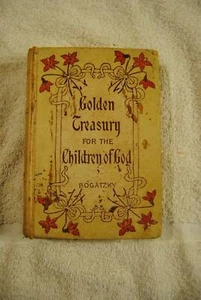 Golden
Treasury
FOR THE
Children of God
BOGATZKY